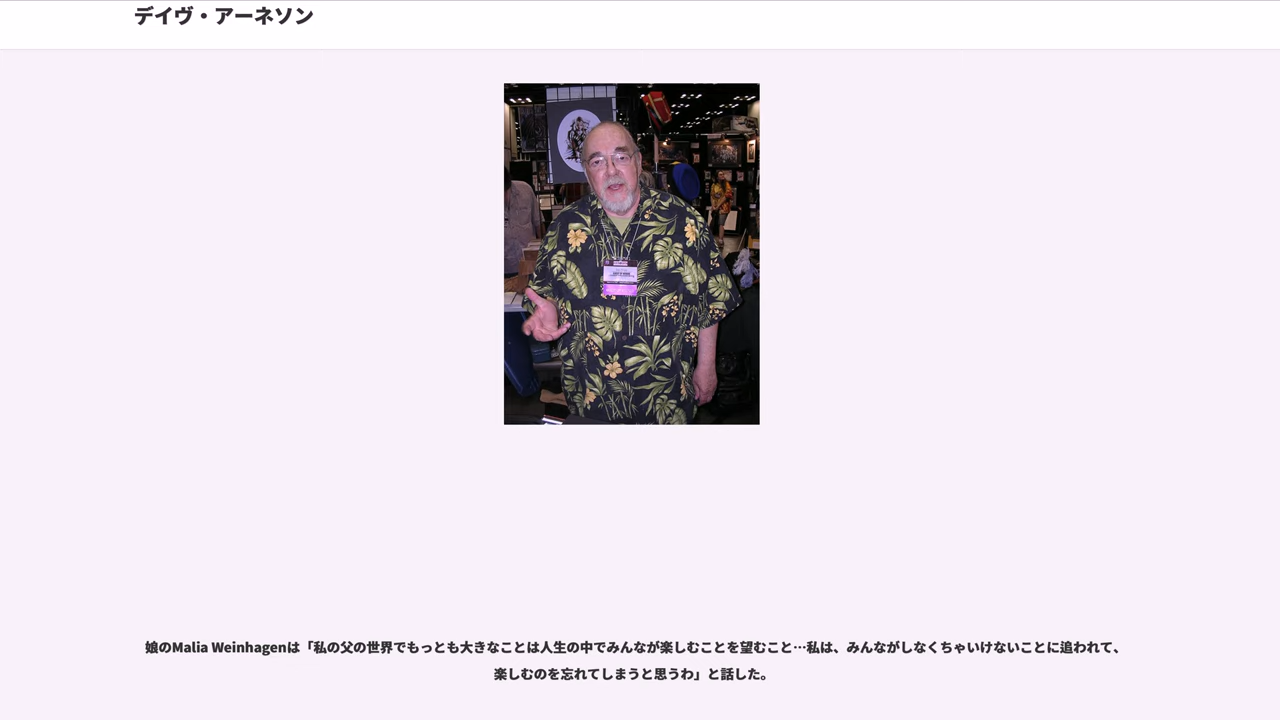 デイヴ・アーネソン
娘のMalia Weinhagenは「私の父の世界でもっとも大きなことは人生の中でみんなが楽しむことを望むこと…私は、みんながしなくちゃいけないことに追われて、
楽しむのを忘れてしまうと思うわ」と話した。